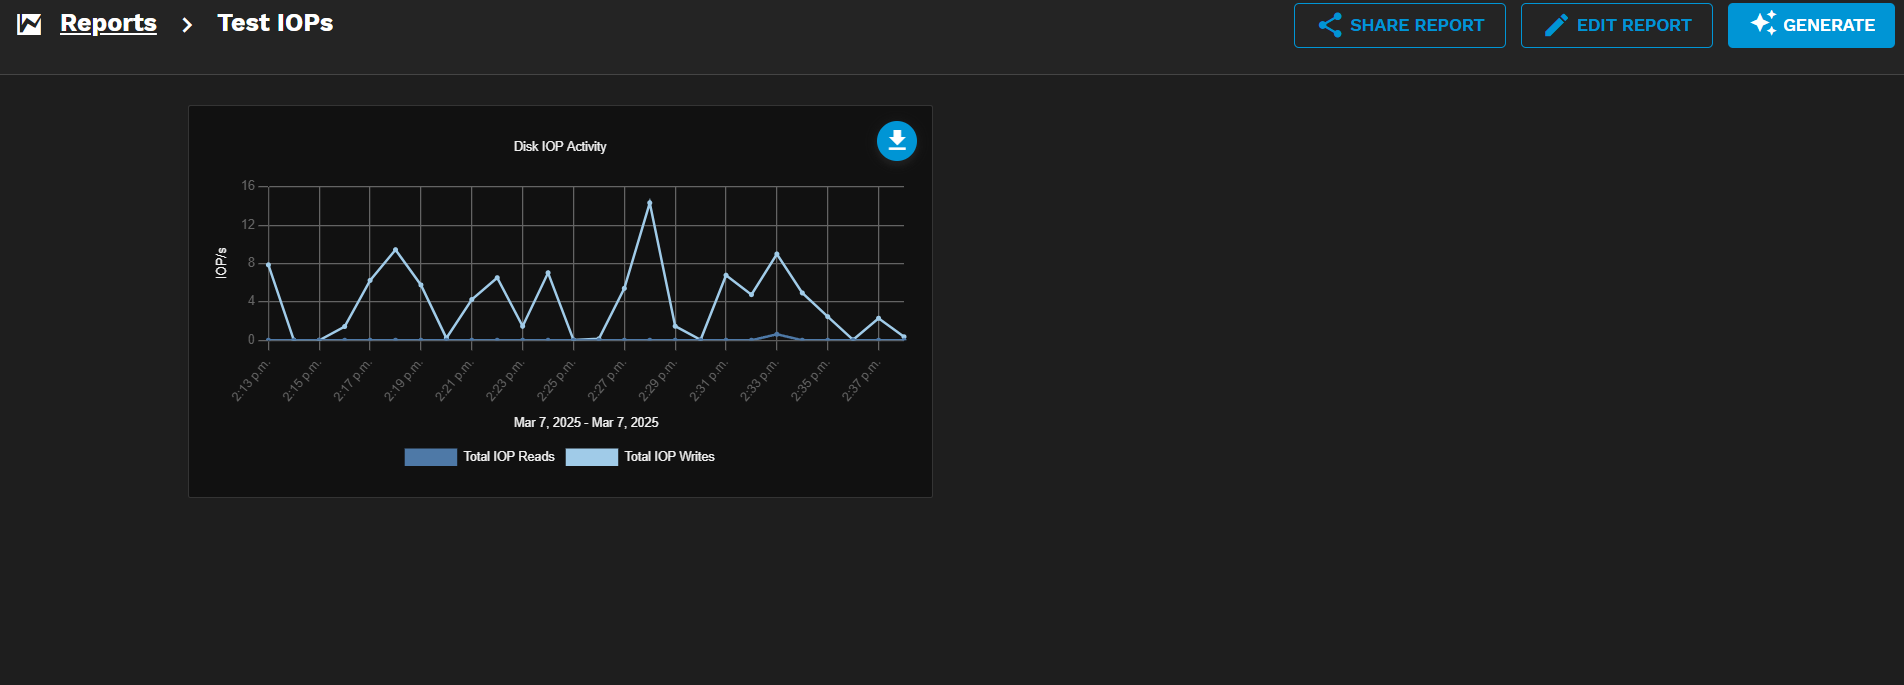 Reports > Test IOPs
SHARE REPORT
EDIT REPORT
GENERATE
Disk IOP Activity
16
12
8
4
0
IOP/s
2:13 p.m.
2:15 p.m.
2:17 p.m.
2:19 p.m.
2:21 p.m.
2:23 p.m.
2:25 p.m.
2:27 p.m.
2:29 p.m.
2:31 p.m.
2:33 p.m.
2:35 p.m.
2:37 p.m.
Mar 7, 2025 - Mar 7, 2025
Total IOP Reads
Total IOP Writes